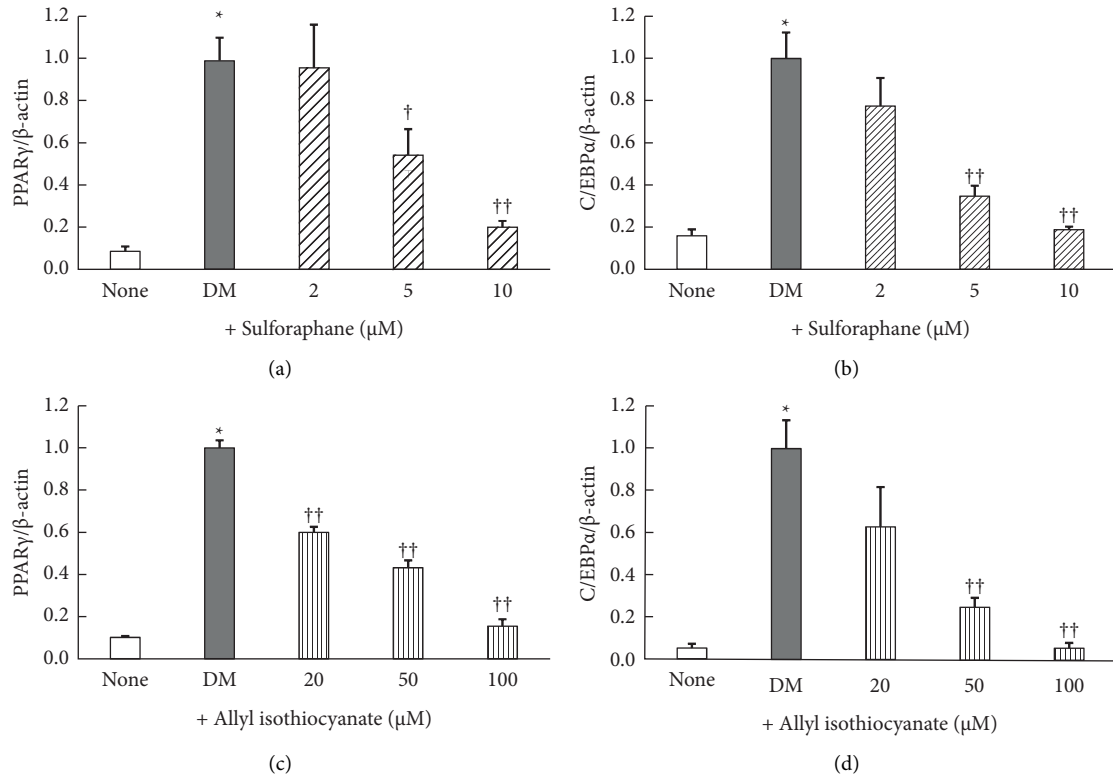 PPARγ/β-actin
1.2
1.0
0.8
0.6
0.4
0.2
0.0
*
†
††
None DM 2 5 10
+ Sulforaphane (μM)
(a)
C/EBPα/β-actin
1.2
1.0
0.8
0.6
0.4
0.2
0.0
*
††
††
None DM 2 5 10
+ Sulforaphane (μM)
(b)
PPARγ/β-actin
1.2
1.0
0.8
0.6
0.4
0.2
0.0
*
††
††
††
None DM 20 50 100
+ Allyl isothiocyanate (μM)
(c)
C/EBPα/β-actin
1.2
1.0
0.8
0.6
0.4
0.2
0.0
*
††
††
None DM 20 50 100
+ Allyl isothiocyanate (μM)
(d)